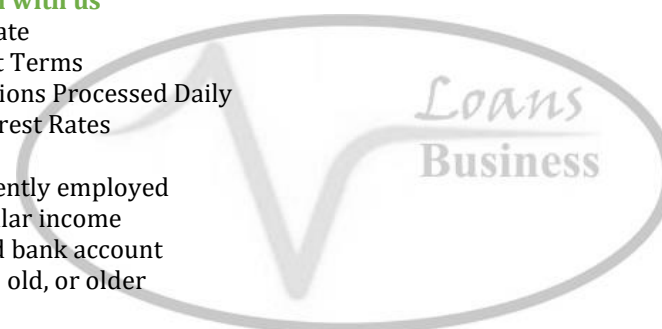 with us
ate
t Terms
ions Processed Daily
rest Rates
ently employed
lar income
bank account
old, or older
Loans
Business